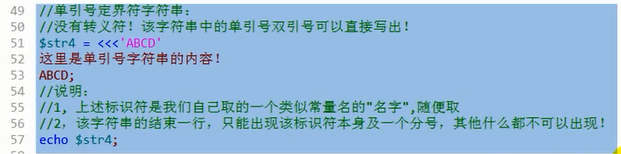 49 //单引号定界符字符串：
50 //没有转义符！该字符串中的单引号双引号可以直接写出！
51 $str4 = <<<'ABCD'
52 这里是单引号字符串的内容！
53 ABCD;
54 //说明：
55 //1, 上述标识符是我们自己取的一个类似常量名的"名字",随便取
56 //2，该字符串的结束一行，只能出现该标识符本身及一个分号，其他什么都不可以出现！
57 echo $str4;